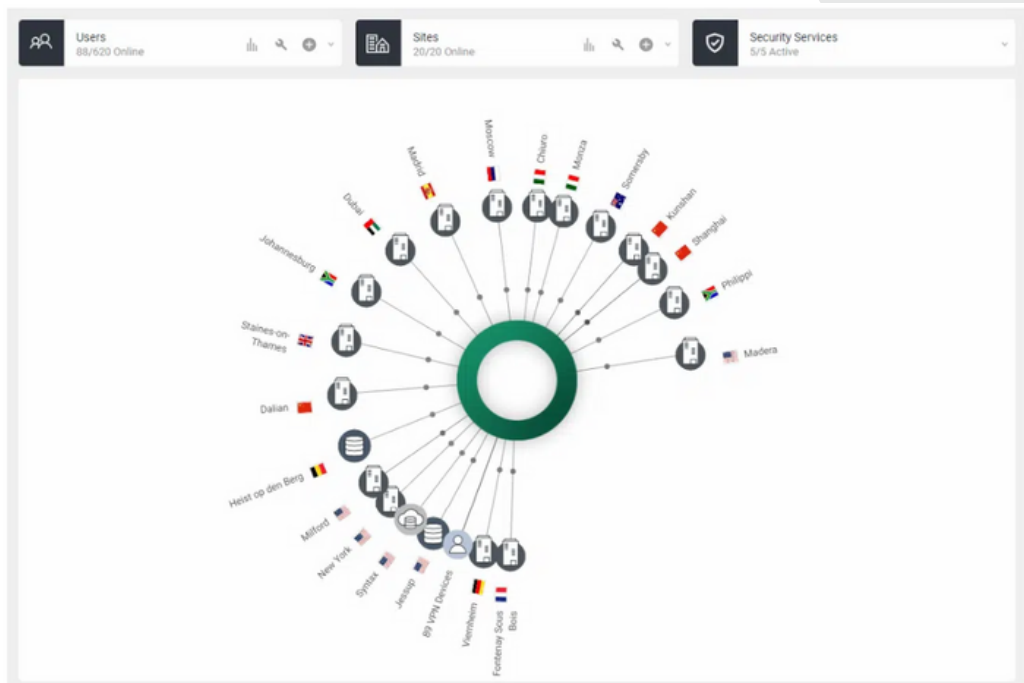 Users
88/620 Online
Sites
20/20 Online
Security Services
5/5 Active
Moscow
Chiuro
Monza
Somersby
Kunshan
Shanghai
Philippi
Madera
Madrid
Dubai
Johannesburg
Staines-on-
Thames
Dalian
Heist op den Berg
Milford
New York
Syntax
Jessup
89 VPN Devices
Viernheim
Fontenay Sous
Bois